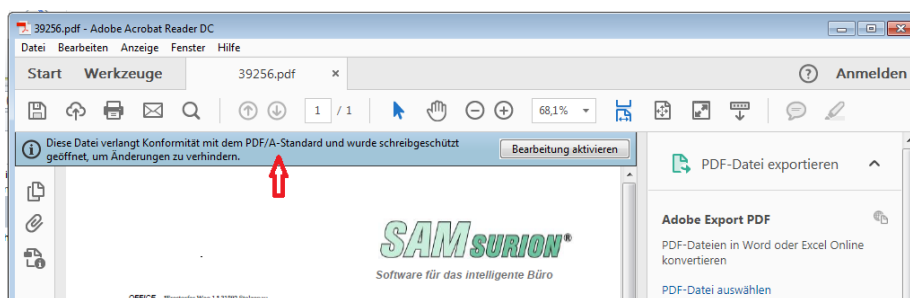 39256.pdf - Adobe Acrobat Reader DC
Datei Bearbeiten Anzeige Fenster Hilfe
Start Werkzeuge 39256.pdf × ? Anmelden
1 / 1 68,1%
Diese Datei verlangt Konformität mit dem PDF/A-Standard und wurde schreibgeschützt
geöffnet, um Änderungen zu verhindern.
Bearbeitung aktivieren
PDF-Datei exportieren
SAMSURION®
Software für das intelligente Büro
OFFICE
Adobe Export PDF
PDF-Dateien in Word oder Excel Online
konvertieren
PDF-Datei auswählen